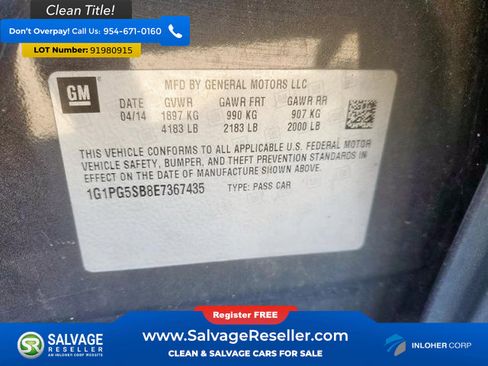 Clean Title!
Don't Overpay! Call Us: 954-671-0160
LOT Number: 91980915
GM
MFD BY GENERAL MOTORS LLC
DATE GVWR GAWR FRT GAWR RR
04/14 1897 KG 990 KG 907 KG
4183 LB 2183 LB 2000 LB
THIS VEHICLE CONFORMS TO ALL APPLICABLE U.S. FEDERAL MOTOR
VEHICLE SAFETY, BUMPER, AND THEFT PREVENTION STANDARDS
IN EFFECT ON THE DATE OF MANUFACTURE SHOWN ABOVE.
1G1PG5SB8E7367435 TYPE: PASS CAR
Register FREE
SALVAGE
RESELLER
AN INLOHER CORP WEBSITE
www.SalvageReseller.com
CLEAN & SALVAGE CARS FOR SALE
INLOHER CORP